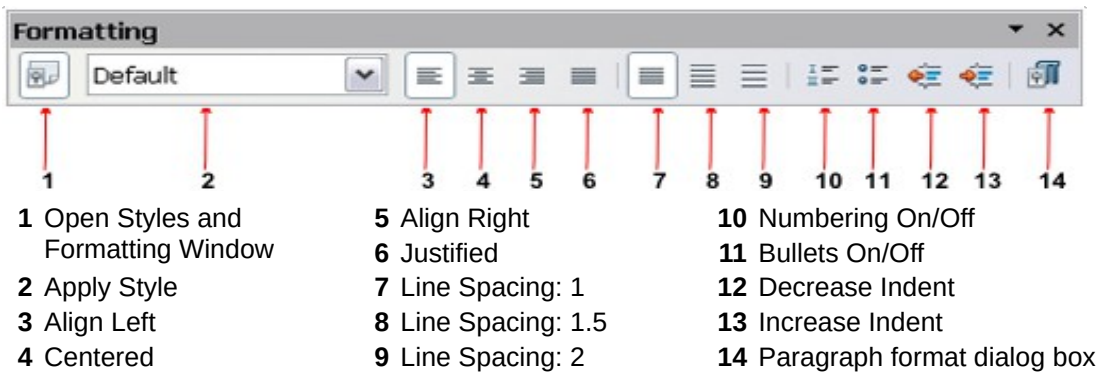 Formatting
Default
1 2 3 4 5 6 7 8 9 10 11 12 13 14
1 Open Styles and
Formatting Window
2 Apply Style
3 Align Left
4 Centered
5 Align Right
6 Justified
7 Line Spacing: 1
8 Line Spacing: 1.5
9 Line Spacing: 2
10 Numbering On/Off
11 Bullets On/Off
12 Decrease Indent
13 Increase Indent
14 Paragraph format dialog box